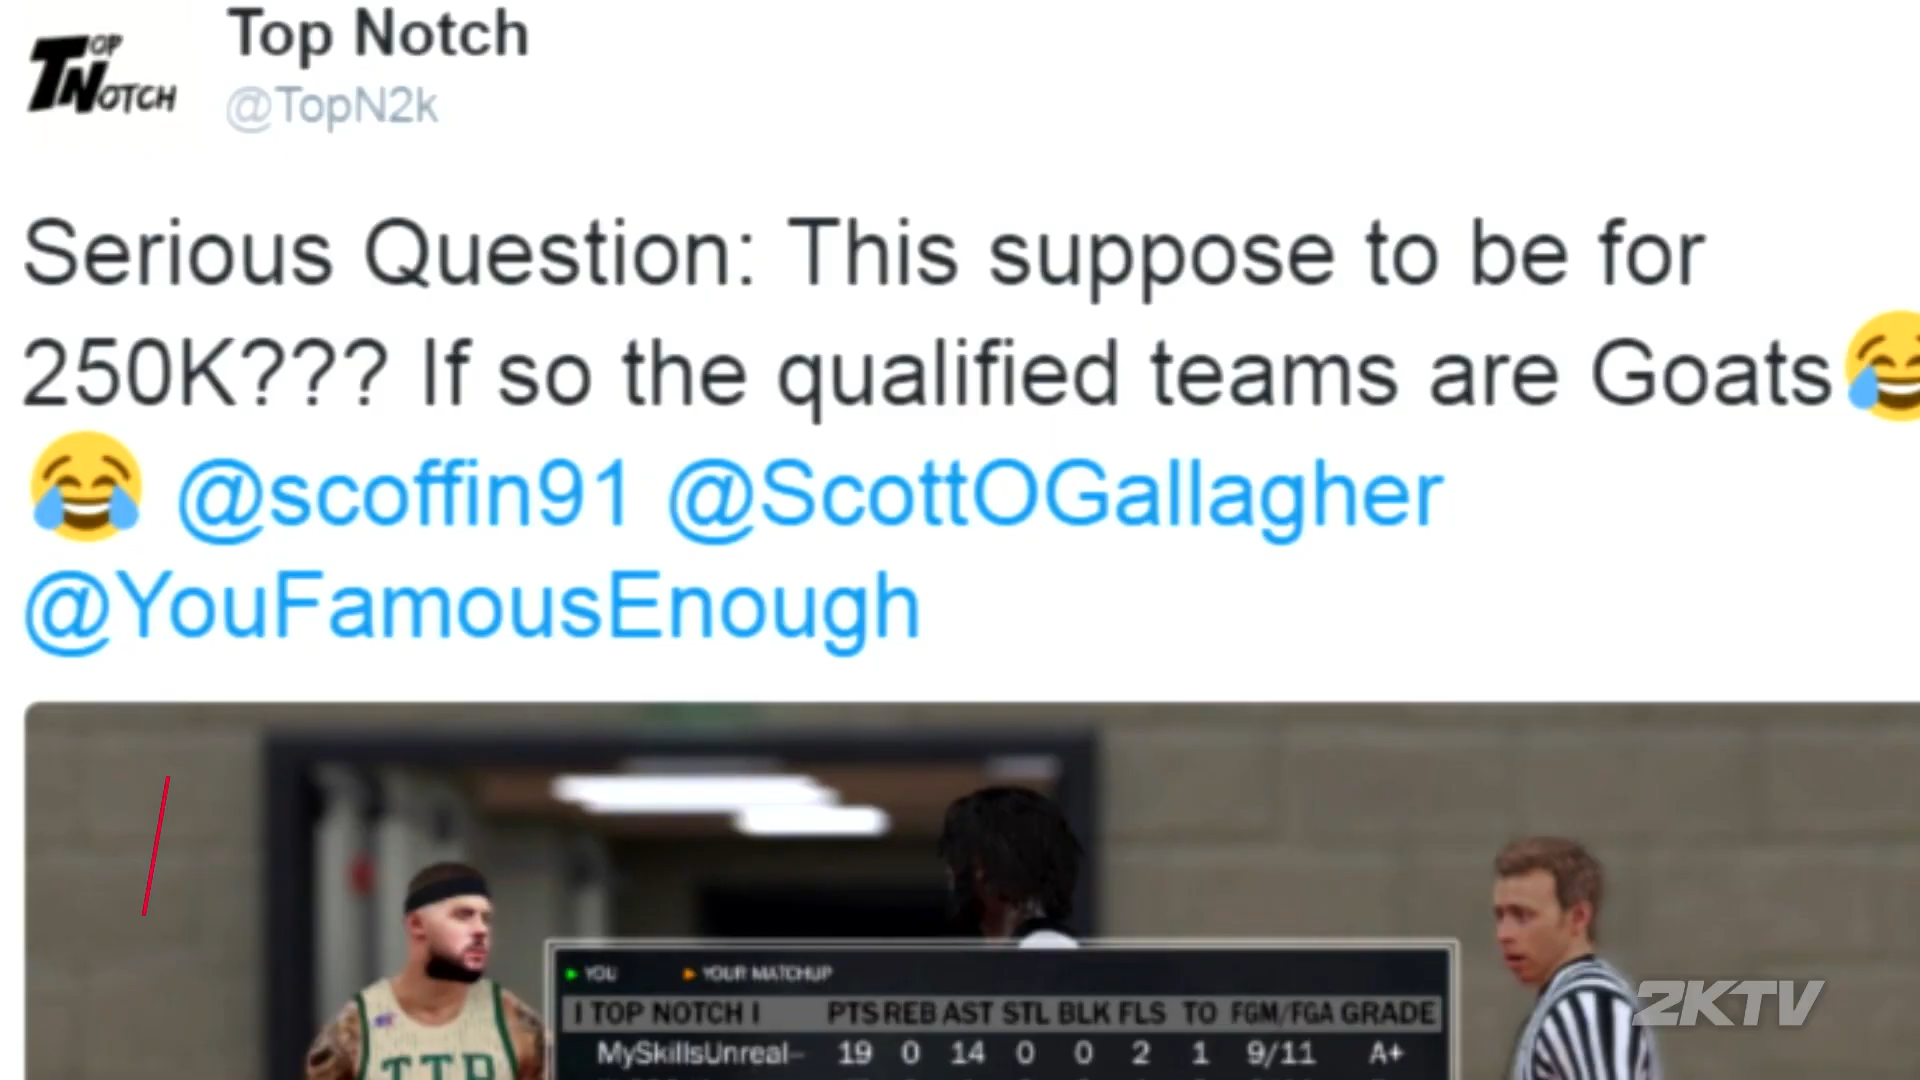 TOP NOTCH
Top Notch
@TopN2k
Serious Question: This suppose to be for
250K??? If so the qualified teams are Goats😂
😂 @scoffin91 @ScottOGallagher
@YouFamousEnough
YOU YOUR MATCHUP
I TOP NOTCH I PTS REB AST STL BLK FLS TO FGM/FGA GRADE
MySkillsUnreal- 19 0 14 0 0 2 1 9/11 A+
TTP
2KTV